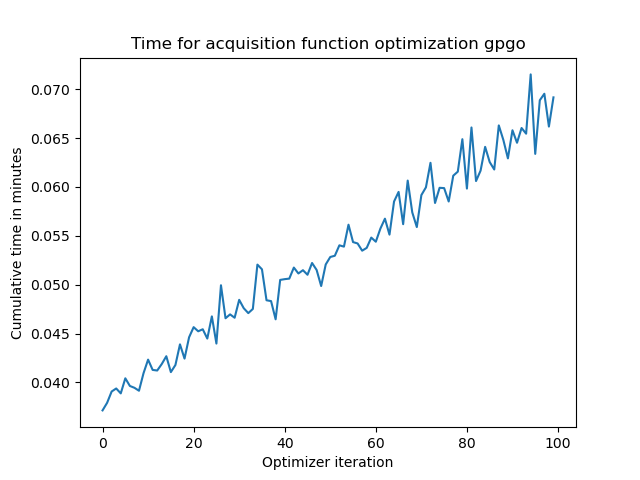 Time for acquisition function optimization gpgo
0.070
0.065
0.060
0.055
0.050
0.045
0.040
Cumulative time in minutes
0 20 40 60 80 100
Optimizer iteration